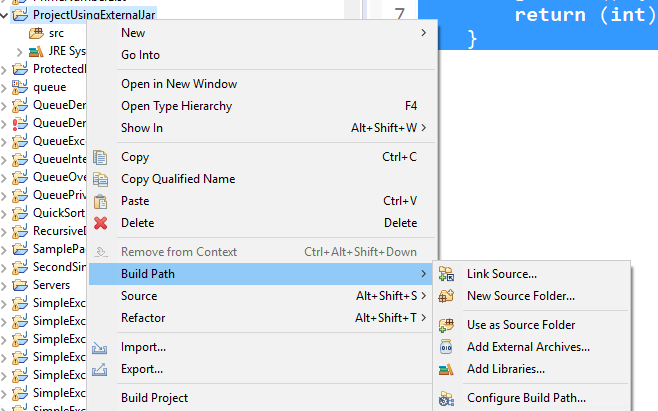 PrimeNumberList
ProjectUsingExternalJar
src
JRE Sys
ProtectedI
queue
QueueDer
QueueDer
QueueExc
QueueInte
QueueOve
QueuePriv
QuickSort
RecursiveD
SamplePa
SecondSin
Servers
SimpleExc
SimpleExc
SimpleExc
SimpleExc
SimpleExc
SimpleExc
New
Go Into
Open in New Window
Open Type Hierarchy F4
Show In Alt+Shift+W
Copy Ctrl+C
Copy Qualified Name
Paste Ctrl+V
Delete Delete
Remove from Context Ctrl+Alt+Shift+Down
Build Path
Source Alt+Shift+S
Refactor Alt+Shift+T
Import...
Export...
Build Project
Link Source...
New Source Folder...
Use as Source Folder
Add External Archives...
Add Libraries...
Configure Build Path...
7 return (int)
}